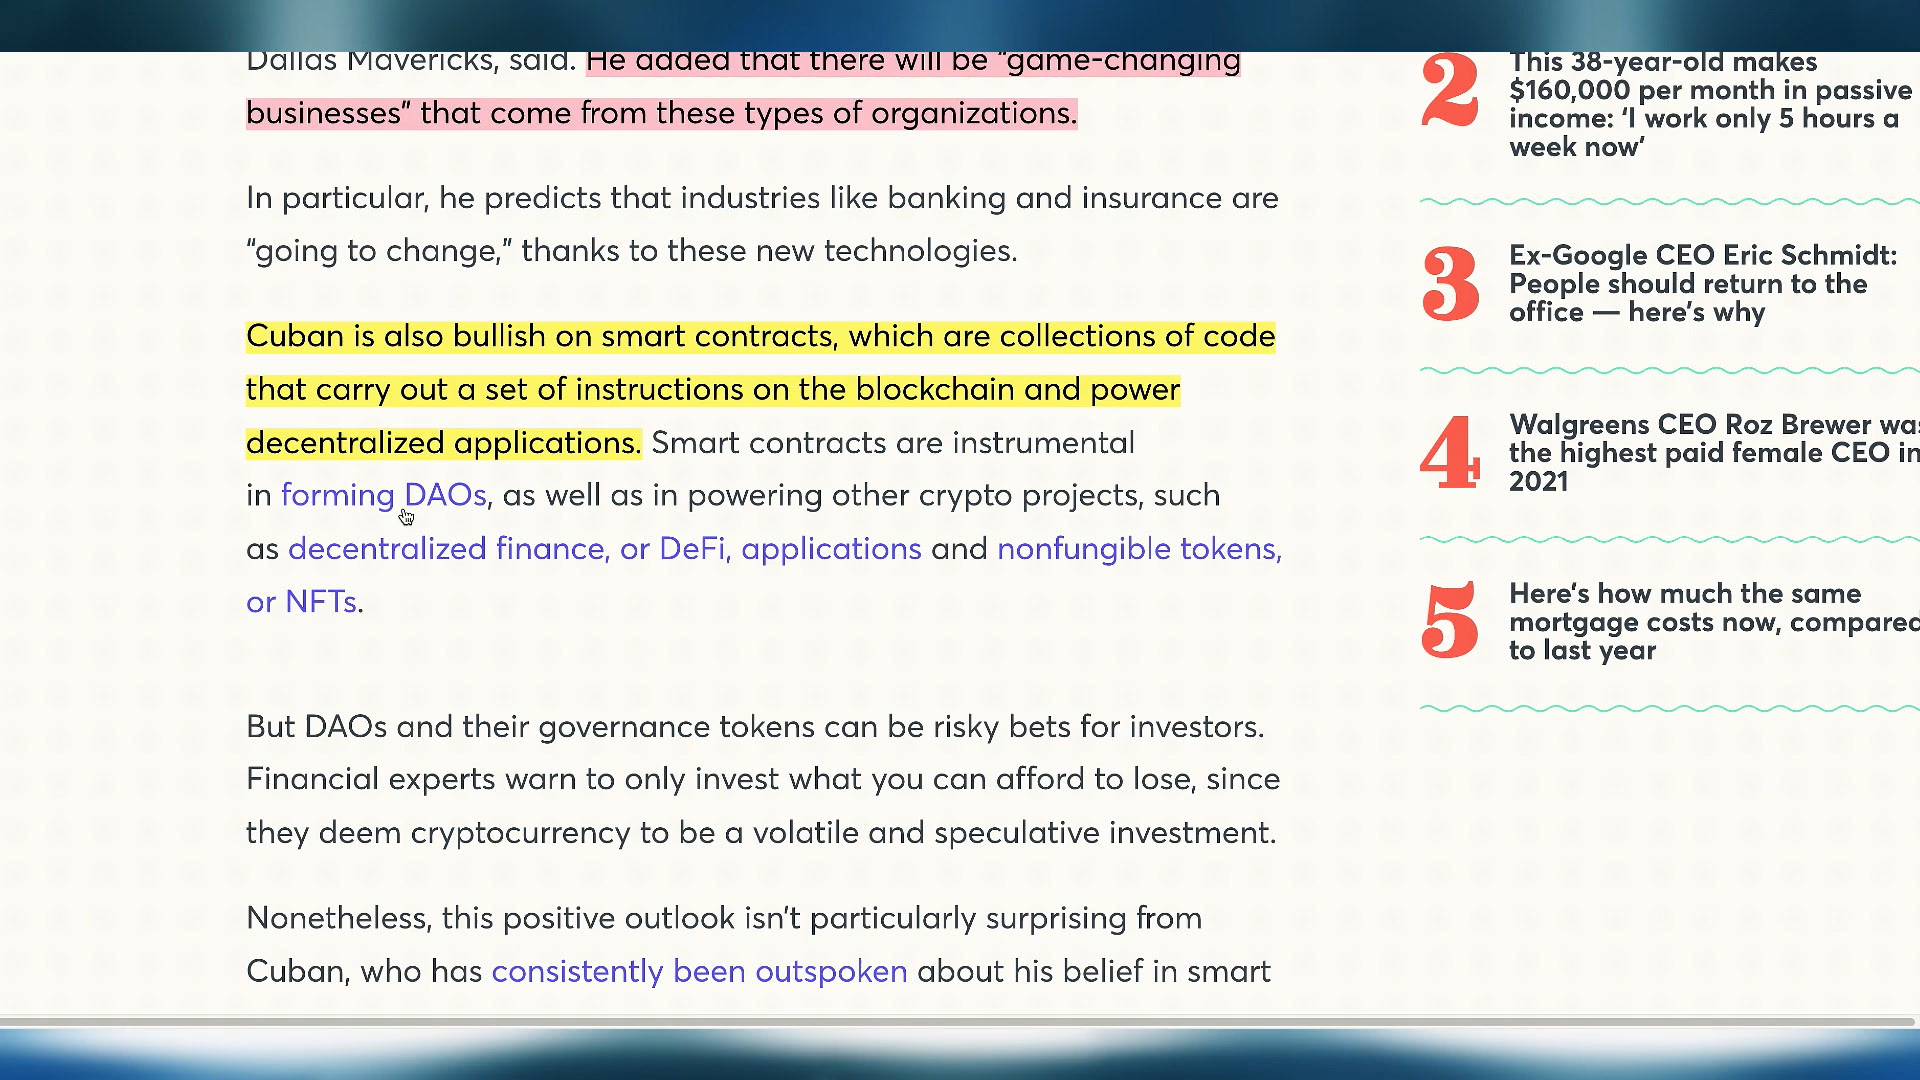 Dallas Mavericks, said. He added that there will be “game-changing
businesses” that come from these types of organizations.
In particular, he predicts that industries like banking and insurance are
“going to change,” thanks to these new technologies.
Cuban is also bullish on smart contracts, which are collections of code
that carry out a set of instructions on the blockchain and power
decentralized applications. Smart contracts are instrumental
in forming DAOs, as well as in powering other crypto projects, such
as decentralized finance, or DeFi, applications and nonfungible tokens,
or NFTs.
But DAOs and their governance tokens can be risky bets for investors.
Financial experts warn to only invest what you can afford to lose, since
they deem cryptocurrency to be a volatile and speculative investment.
Nonetheless, this positive outlook isn’t particularly surprising from
Cuban, who has consistently been outspoken about his belief in smart
2
This 38-year-old makes
$160,000 per month in passive
income: ‘I work only 5 hours a
week now’
3
Ex-Google CEO Eric Schmidt:
People should return to the
office — here’s why
4
Walgreens CEO Roz Brewer was
the highest paid female CEO in
2021
5
Here’s how much the same
mortgage costs now, compared
to last year